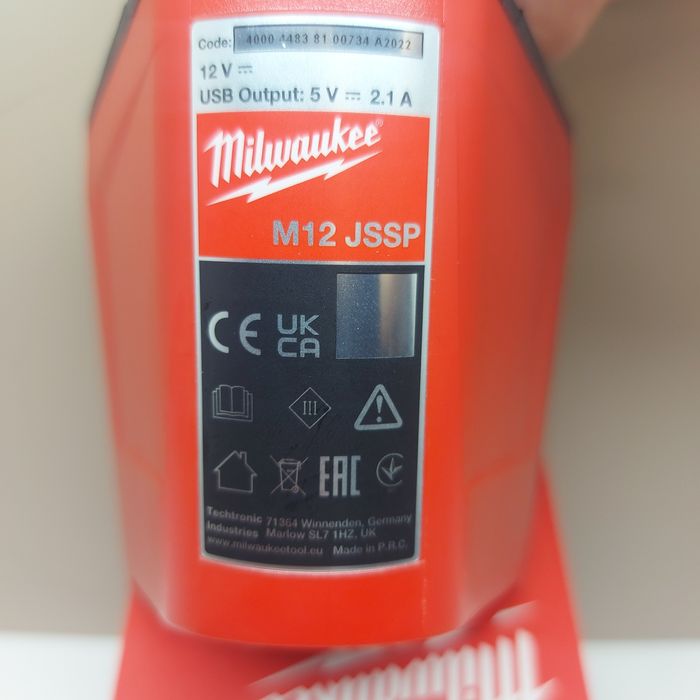 Code: 4000 4483 81 00734 A2022
12 V ⎓
USB Output: 5 V ⎓ 2.1 A
Milwaukee®
M12 JSSP
CE UK
CA
III
EAC
Techtronic 71364 Winnenden, Germany
Industries Marlow SL7 1HZ, UK
www.milwaukeetool.eu Made in P.R.C.
Milwaukee